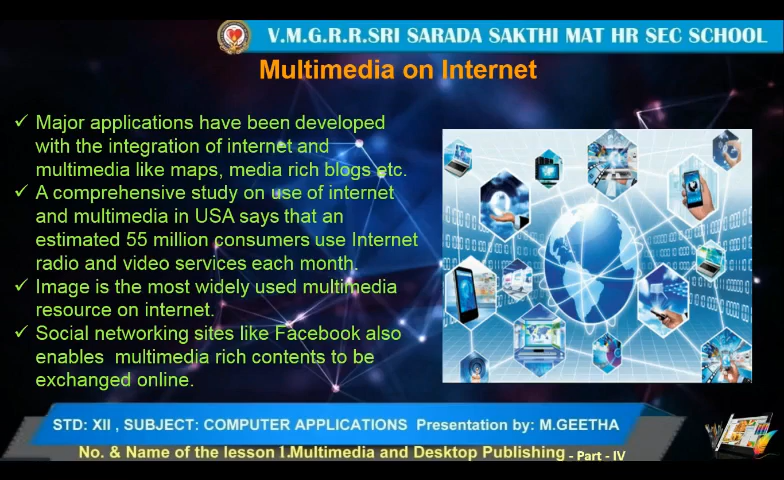 V.M.G.R.R.SRI SARADA SAKTHI MAT HR SEC SCHOOL
Multimedia on Internet
✓ Major applications have been developed
with the integration of internet and
multimedia like maps, media rich blogs etc.
✓ A comprehensive study on use of internet
and multimedia in USA says that an
estimated 55 million consumers use Internet
radio and video services each month.
✓ Image is the most widely used multimedia
resource on internet.
✓ Social networking sites like Facebook also
enables  multimedia rich contents to be
exchanged online.
STD: XII , SUBJECT: COMPUTER APPLICATIONS  Presentation by: M.GEETHA
No. & Name of the lesson 1.Multimedia and Desktop Publishing - Part - IV